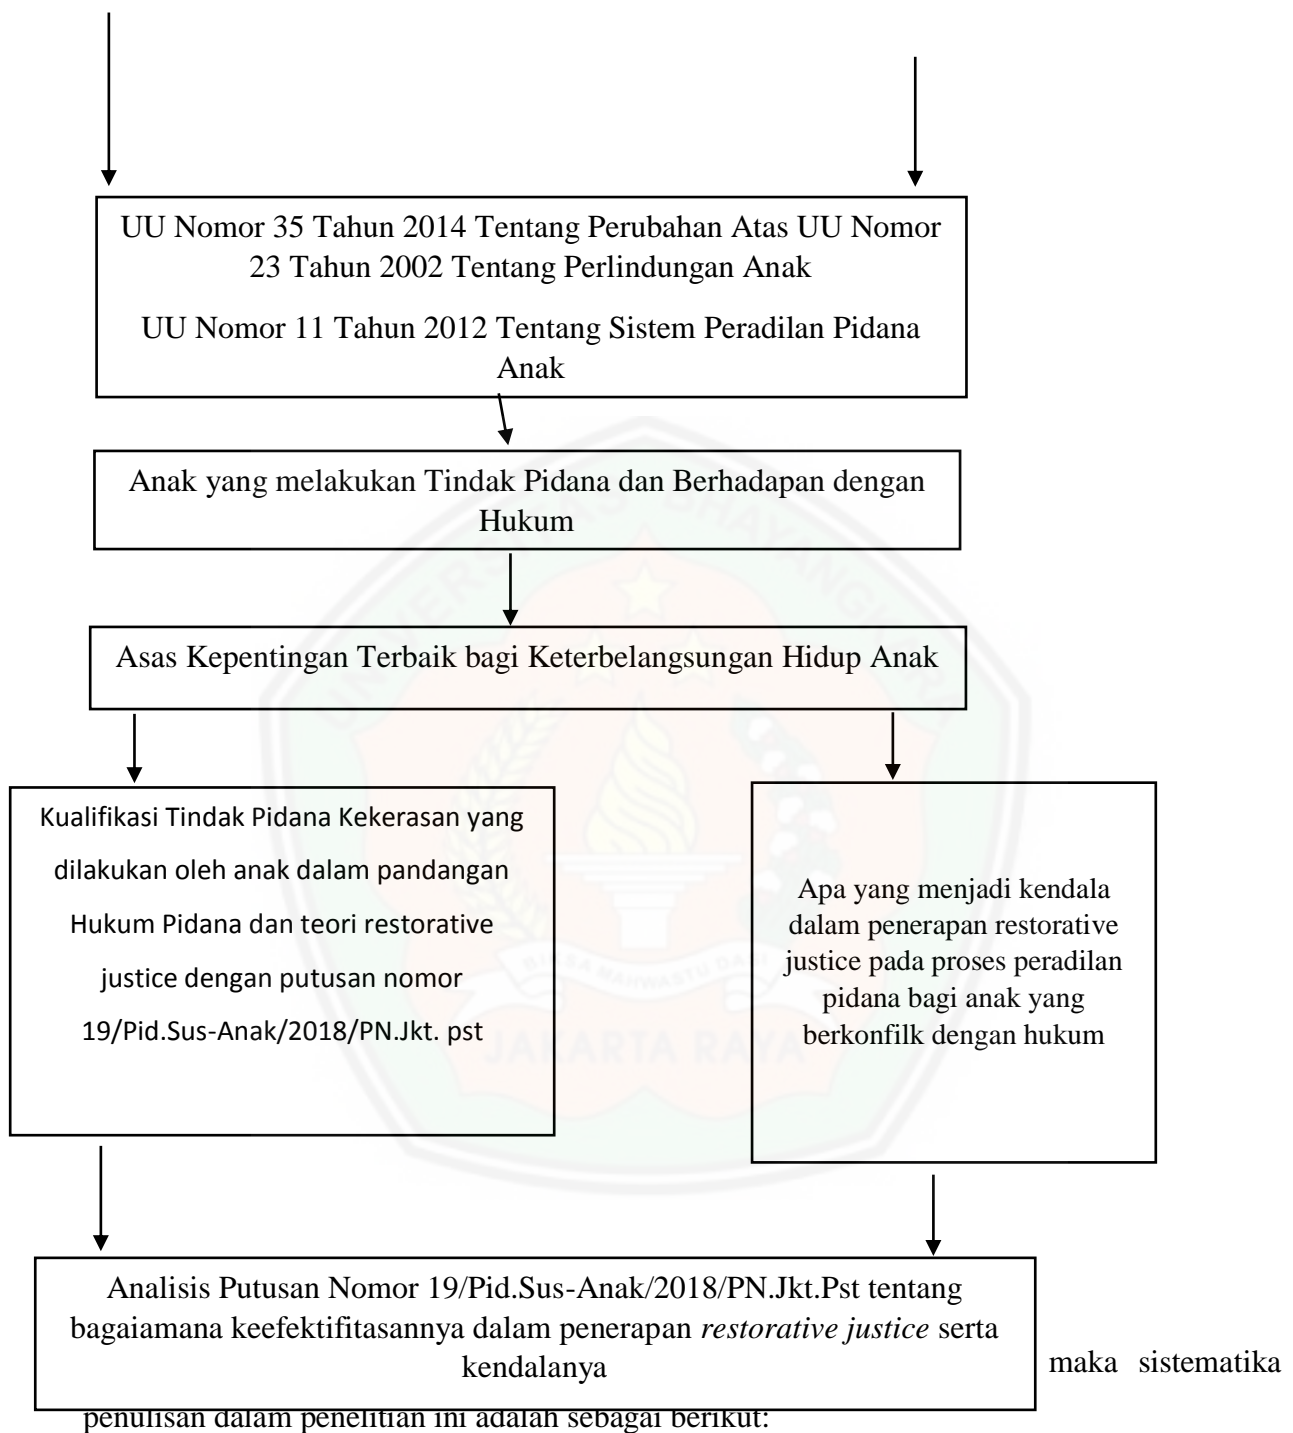 UU Nomor 35 Tahun 2014 Tentang Perubahan Atas UU Nomor
23 Tahun 2002 Tentang Perlindungan Anak
UU Nomor 11 Tahun 2012 Tentang Sistem Peradilan Pidana
Anak
Anak yang melakukan Tindak Pidana dan Berhadapan dengan
Hukum
Asas Kepentingan Terbaik bagi Keterbelangsungan Hidup Anak
Kualifikasi Tindak Pidana Kekerasan yang
dilakukan oleh anak dalam pandangan
Hukum Pidana dan teori restorative
justice dengan putusan nomor
19/Pid.Sus-Anak/2018/PN.Jkt. pst
Apa yang menjadi kendala
dalam penerapan restorative
justice pada proses peradilan
pidana bagi anak yang
berkonfilk dengan hukum
UNIVERSITAS BHAYANGKARA
JAKARTA RAYA
Analisis Putusan Nomor 19/Pid.Sus-Anak/2018/PN.Jkt.Pst tentang
bagaiamana keefektifitasannya dalam penerapan restorative justice serta
kendalanya
maka sistematika
penulisan dalam penelitian ini adalah sebagai berikut: